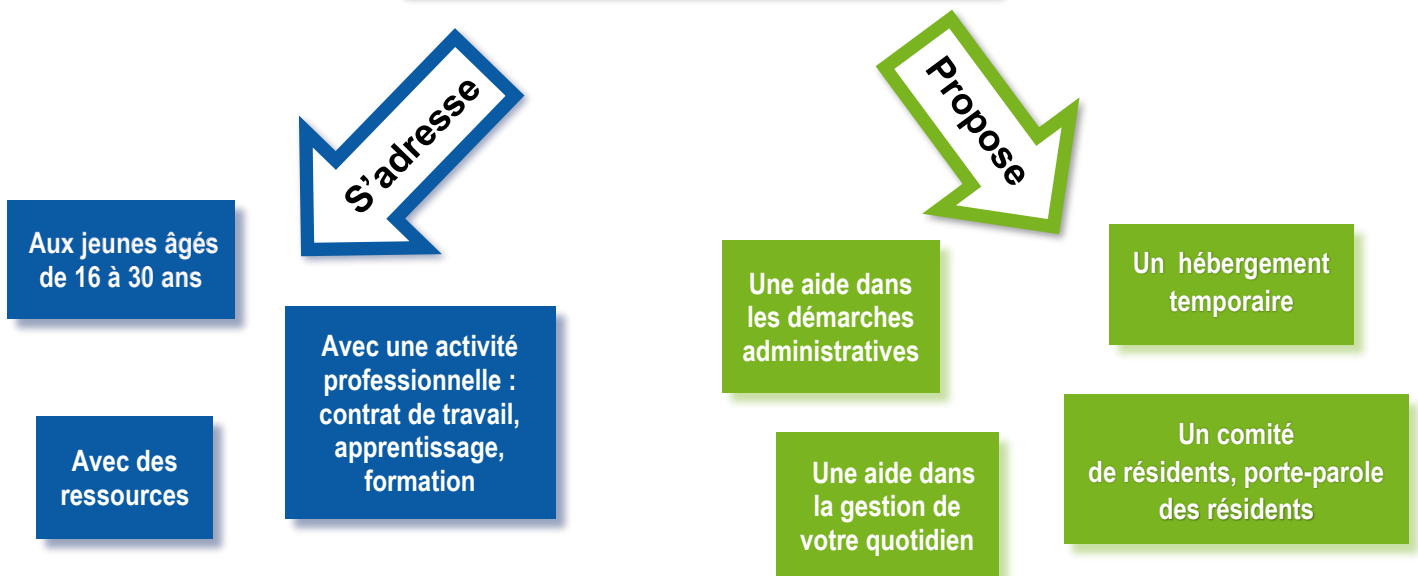 S'adresse
Aux jeunes âgés
de 16 à 30 ans
Avec une activité
professionnelle :
contrat de travail,
apprentissage,
formation
Avec des
ressources
Propose
Une aide dans
les démarches
administratives
Un hébergement
temporaire
Une aide dans
la gestion de
votre quotidien
Un comité
de résidents, porte-parole
des résidents